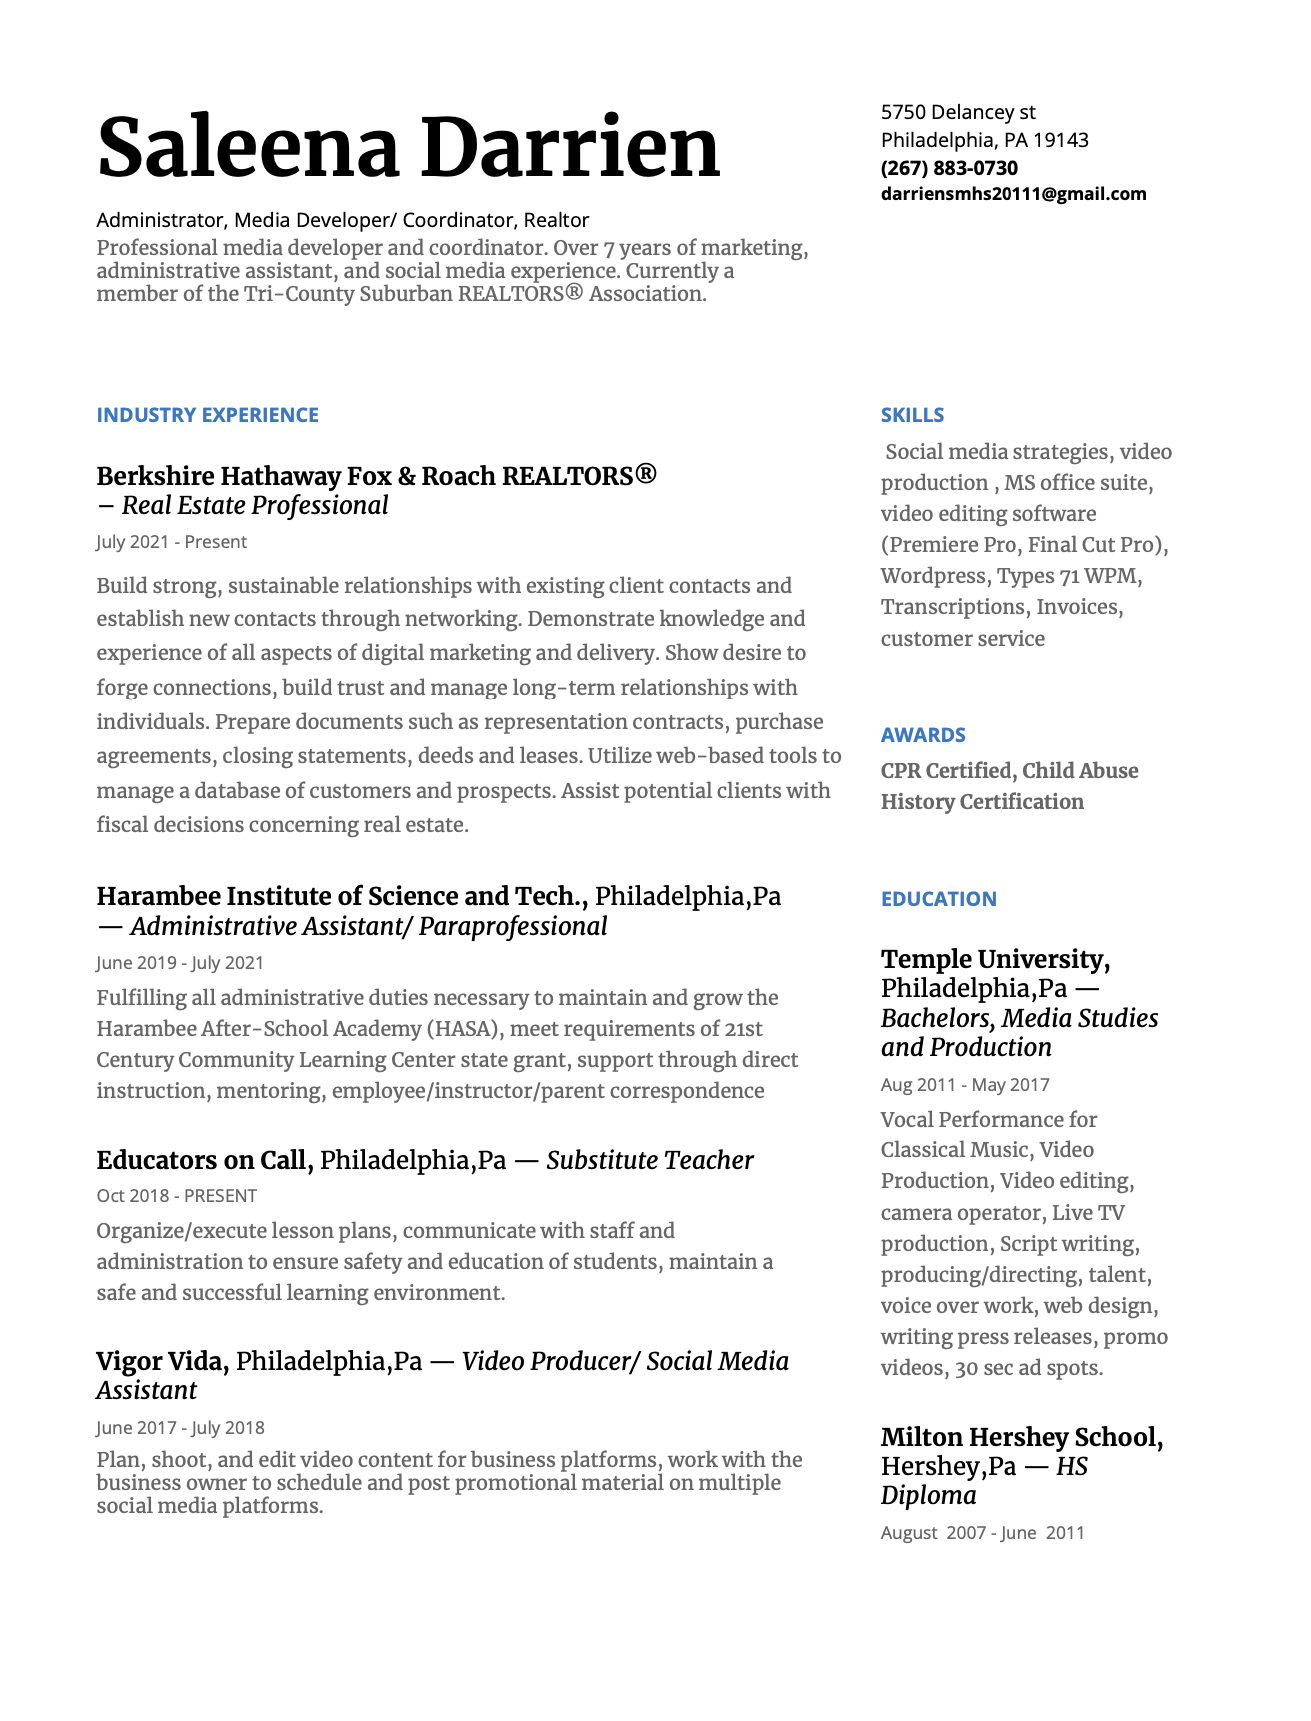 Saleena Darrien
Administrator, Media Developer/ Coordinator, Realtor
Professional media developer and coordinator. Over 7 years of marketing,
administrative assistant, and social media experience. Currently a
member of the Tri-County Suburban REALTORS® Association.
5750 Delancey st
Philadelphia, PA 19143
(267) 883-0730
darriensmhs20111@gmail.com
INDUSTRY EXPERIENCE
Berkshire Hathaway Fox & Roach REALTORS®
– Real Estate Professional
July 2021 - Present
Build strong, sustainable relationships with existing client contacts and
establish new contacts through networking. Demonstrate knowledge and
experience of all aspects of digital marketing and delivery. Show desire to
forge connections, build trust and manage long-term relationships with
individuals. Prepare documents such as representation contracts, purchase
agreements, closing statements, deeds and leases. Utilize web-based tools to
manage a database of customers and prospects. Assist potential clients with
fiscal decisions concerning real estate.
Harambee Institute of Science and Tech., Philadelphia,Pa
— Administrative Assistant/ Paraprofessional
June 2019 - July 2021
Fulfilling all administrative duties necessary to maintain and grow the
Harambee After-School Academy (HASA), meet requirements of 21st
Century Community Learning Center state grant, support through direct
instruction, mentoring, employee/instructor/parent correspondence
Educators on Call, Philadelphia,Pa — Substitute Teacher
Oct 2018 - PRESENT
Organize/execute lesson plans, communicate with staff and
administration to ensure safety and education of students, maintain a
safe and successful learning environment.
Vigor Vida, Philadelphia,Pa — Video Producer/ Social Media
Assistant
June 2017 - July 2018
Plan, shoot, and edit video content for business platforms, work with the
business owner to schedule and post promotional material on multiple
social media platforms.
SKILLS
Social media strategies, video
production , MS office suite,
video editing software
(Premiere Pro, Final Cut Pro),
Wordpress, Types 71 WPM,
Transcriptions, Invoices,
customer service
AWARDS
CPR Certified, Child Abuse
History Certification
EDUCATION
Temple University,
Philadelphia,Pa —
Bachelors, Media Studies
and Production
Aug 2011 - May 2017
Vocal Performance for
Classical Music, Video
Production, Video editing,
camera operator, Live TV
production, Script writing,
producing/directing, talent,
voice over work, web design,
writing press releases, promo
videos, 30 sec ad spots.
Milton Hershey School,
Hershey,Pa — HS
Diploma
August  2007 - June  2011